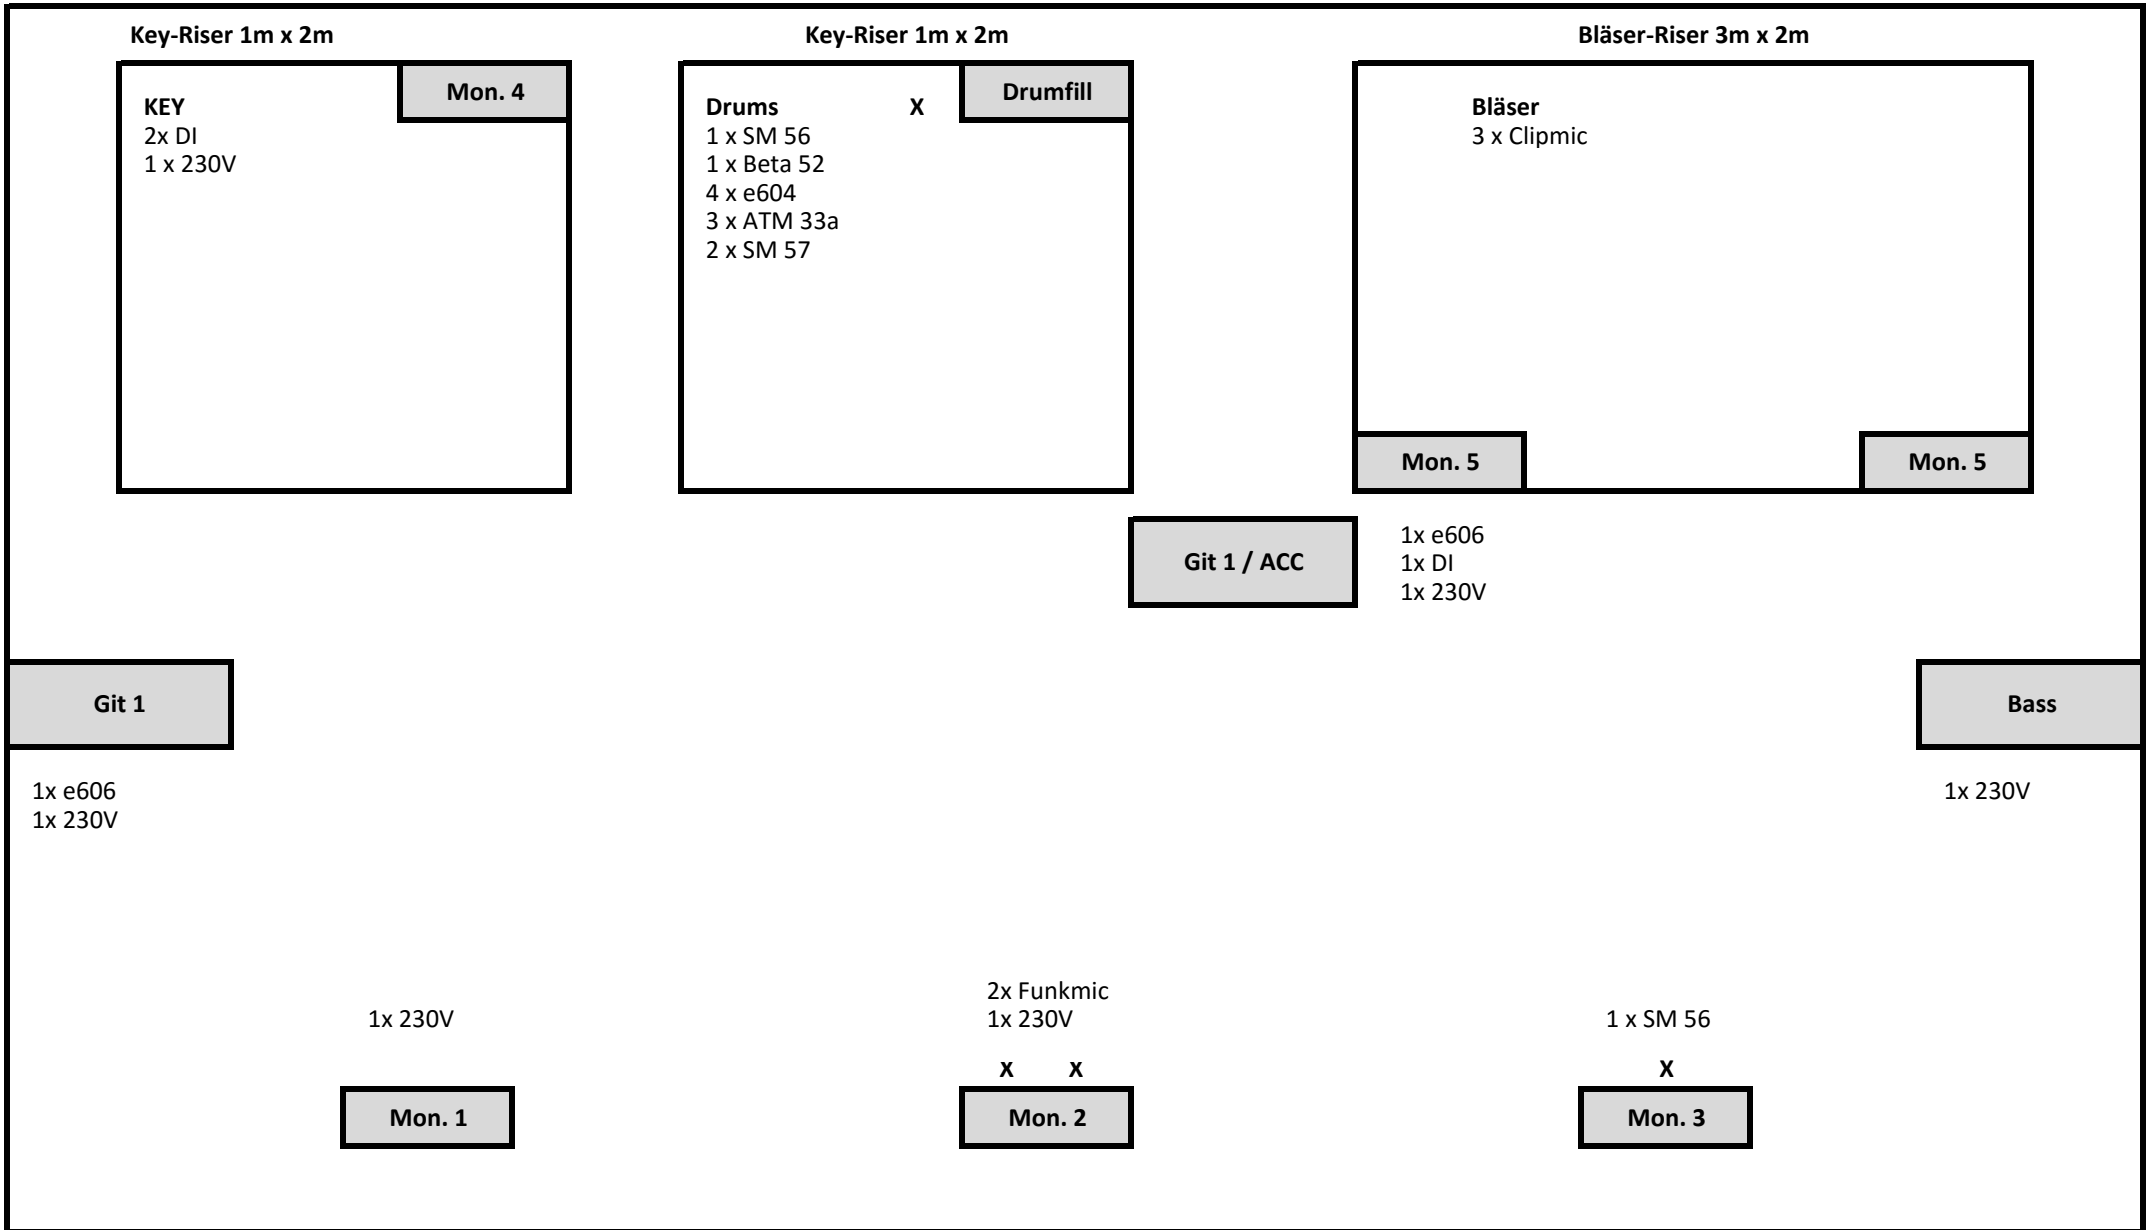 Key-Riser 1m x 2m
Key-Riser 1m x 2m
Bläser-Riser 3m x 2m
KEY
2x DI
1 x 230V
Mon. 4
Drums
X
1 x SM 56
1 x Beta 52
4 x e604
3 x ATM 33a
2 x SM 57
Drumfill
Bläser
3 x Clipmic
Mon. 5
Mon. 5
Git 1 / ACC
1x e606
1x DI
1x 230V
Git 1
1x e606
1x 230V
Bass
1x 230V
1x 230V
Mon. 1
2x Funkmic
1x 230V
X X
Mon. 2
1 x SM 56
X
Mon. 3